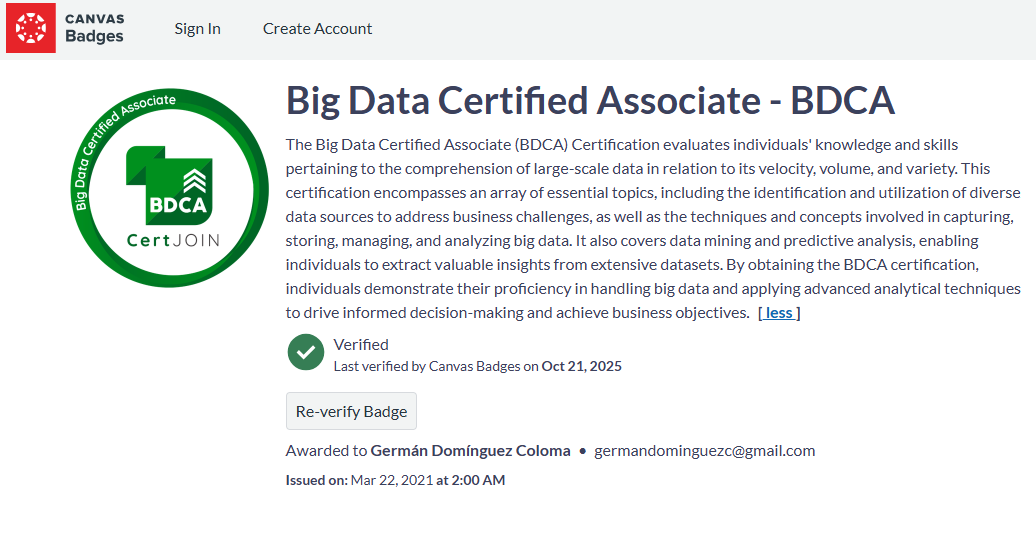 CANVAS
Badges
Sign In
Create Account
Big Data Certified Associate
BDCA
CertJOIN
Big Data Certified Associate - BDCA
The Big Data Certified Associate (BDCA) Certification evaluates individuals' knowledge and skills
pertaining to the comprehension of large-scale data in relation to its velocity, volume, and variety. This
certification encompasses an array of essential topics, including the identification and utilization of diverse
data sources to address business challenges, as well as the techniques and concepts involved in capturing,
storing, managing, and analyzing big data. It also covers data mining and predictive analysis, enabling
individuals to extract valuable insights from extensive datasets. By obtaining the BDCA certification,
individuals demonstrate their proficiency in handling big data and applying advanced analytical techniques
to drive informed decision-making and achieve business objectives. [ less ]
Verified
Last verified by Canvas Badges on Oct 21, 2025
Re-verify Badge
Awarded to Germán Domínguez Coloma • germandominguezc@gmail.com
Issued on: Mar 22, 2021 at 2:00 AM